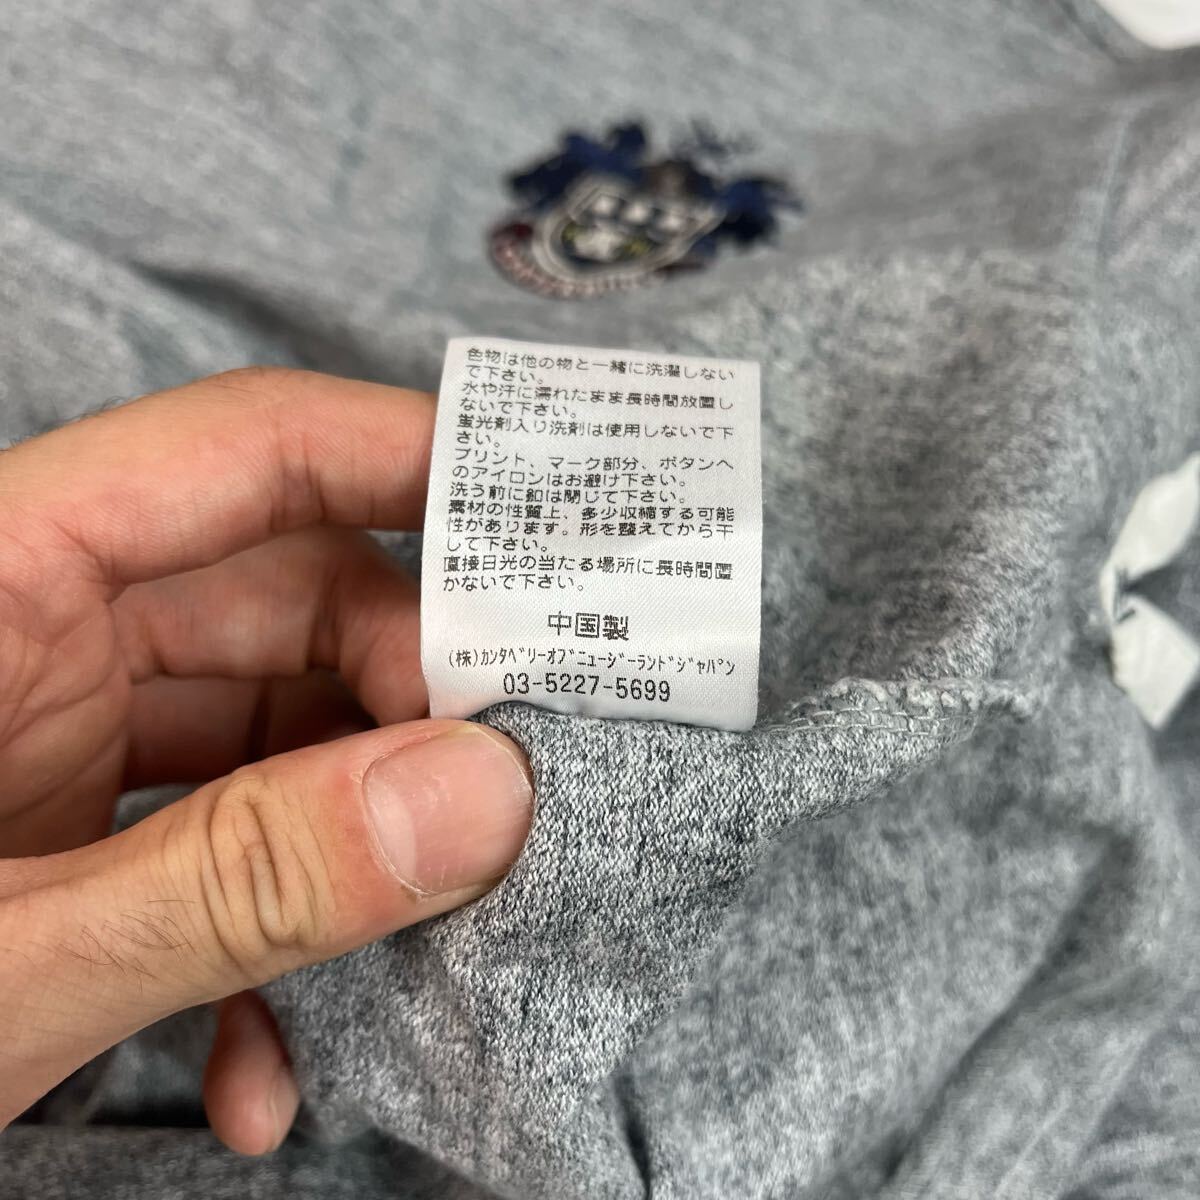 色物は他の物と一緒に洗濯しない
で下さい。
水や汗に濡れたまま長時間放置し
ないで下さい。
蛍光剤入り洗剤は使用しないで下
さい。
プリント、マーク部分、ボタンへ
のアイロンはお避け下さい。
洗う前に釦は閉じて下さい。
素材の性質上、多少収縮する可能
性があります。形を整えてから干
して下さい。
直接日光の当たる場所に長時間置
かないで下さい。
中国製
(株)カンタベリーオブニュージーランドジャパン
03-5227-5699